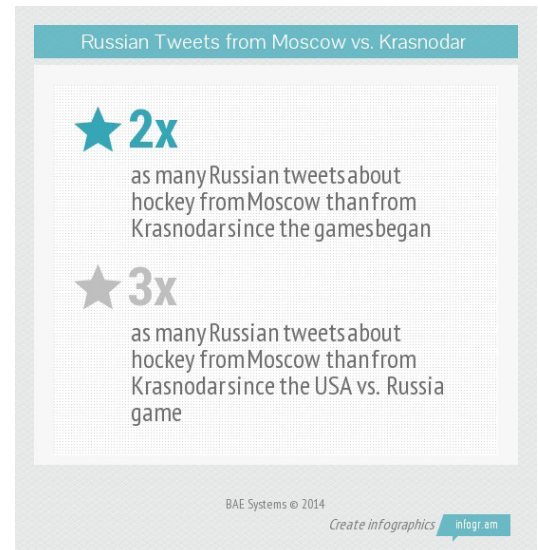 Russian Tweets from Moscow vs. Krasnodar
2x
as many Russian tweets about
hockey from Moscow than from
Krasnodar since the games began
3x
as many Russian tweets about
hockey from Moscow than from
Krasnodar since the USA vs. Russia
game
BAE Systems © 2014
Create infographics infogr.am